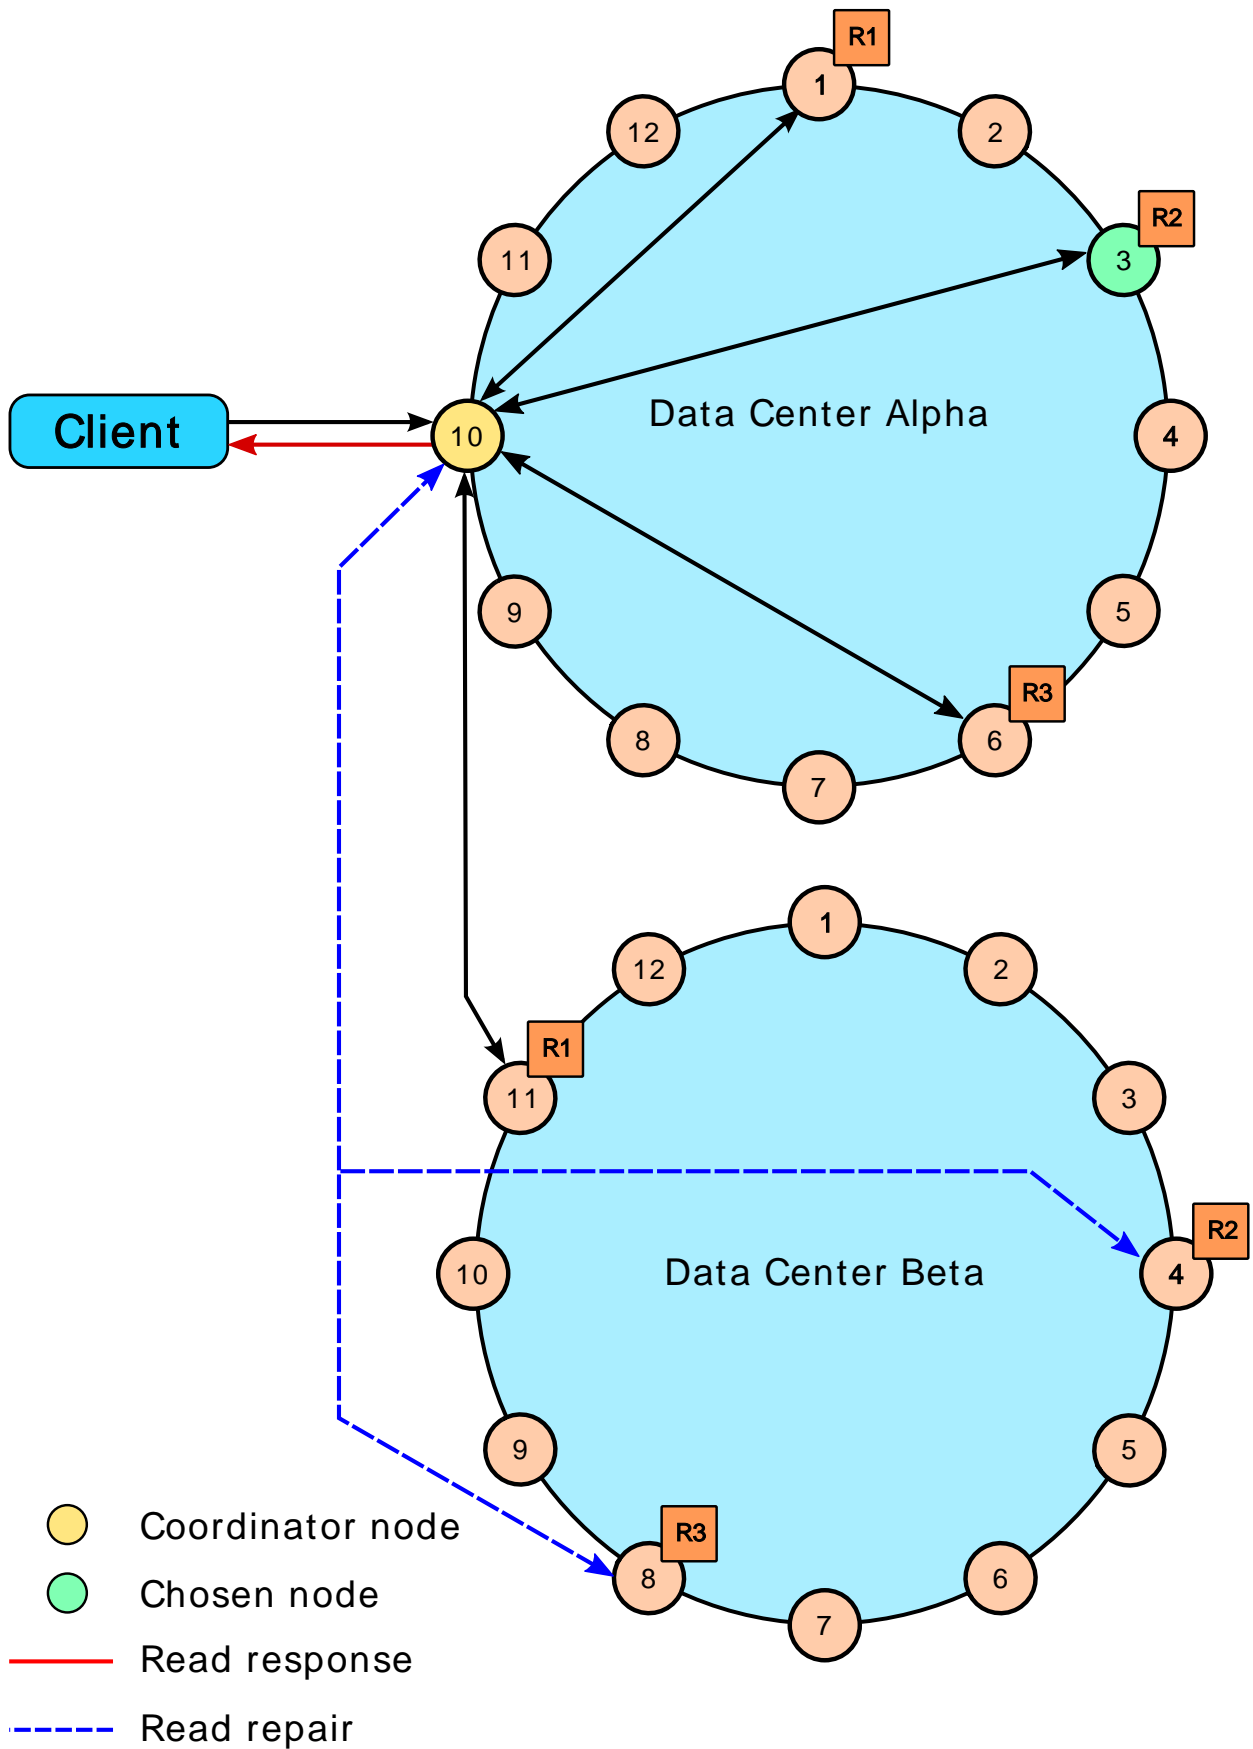 R1
1
12
2
R2
11
3
Client
10
Data Center Alpha
4
9
5
R3
8
6
7
1
12
2
R1
11
3
R2
10
Data Center Beta
4
9
5
R3
8
6
7
Coordinator node
Chosen node
Read response
Read repair